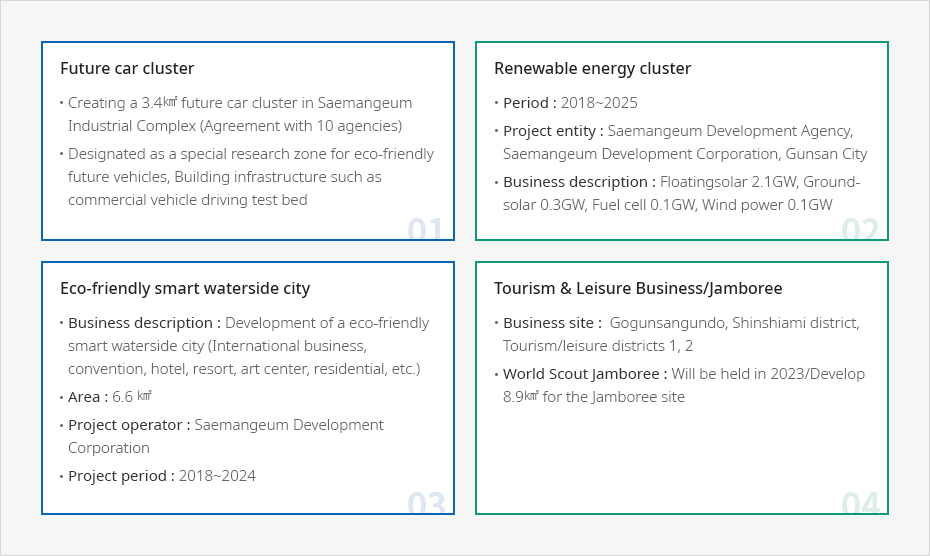 Future car cluster
• Creating a 3.4㎢ future car cluster in Saemangeum
Industrial Complex (Agreement with 10 agencies)
• Designated as a special research zone for eco-friendly
future vehicles, Building infrastructure such as
commercial vehicle driving test bed
01
Renewable energy cluster
• Period : 2018~2025
• Project entity : Saemangeum Development Agency,
Saemangeum Development Corporation, Gunsan City
• Business description : Floatingsolar 2.1GW, Ground-
solar 0.3GW, Fuel cell 0.1GW, Wind power 0.1GW
02
Eco-friendly smart waterside city
• Business description : Development of a eco-friendly
smart waterside city (International business,
convention, hotel, resort, art center, residential, etc.)
• Area : 6.6 ㎢
• Project operator : Saemangeum Development
Corporation
• Project period : 2018~2024
03
Tourism & Leisure Business/Jamboree
• Business site : Gogunsangundo, Shinshiami district,
Tourism/leisure districts 1, 2
• World Scout Jamboree : Will be held in 2023/Develop
8.9㎢ for the Jamboree site
04